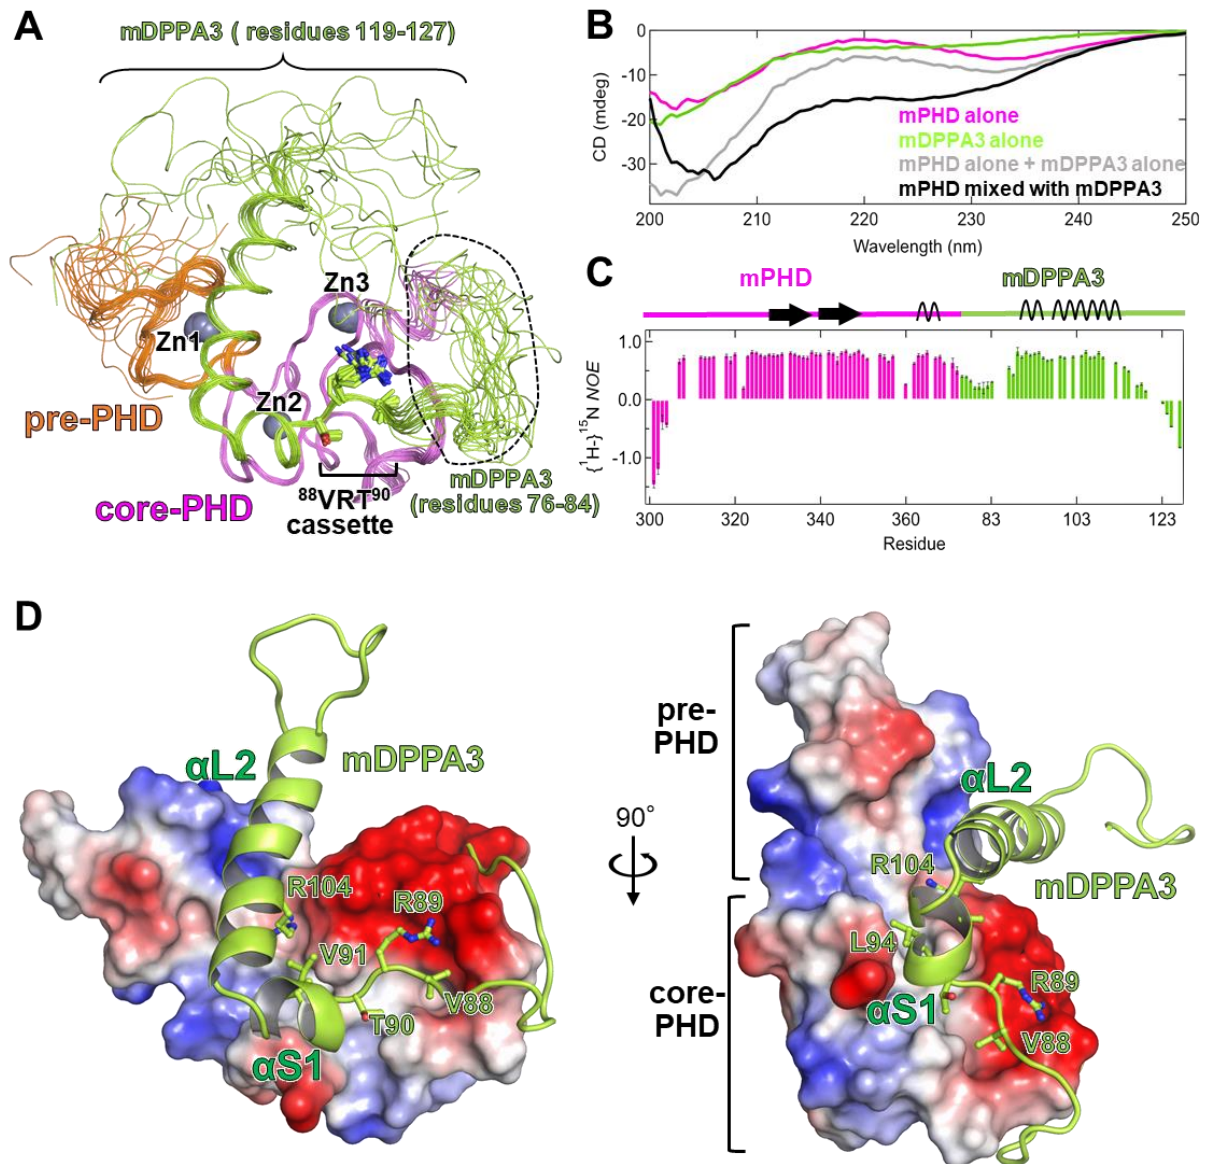 A
mDPPA3 ( residues 119-127)
Zn3
Zn1
Zn2
pre-PHD
core-PHD
⁸⁸VRT⁹⁰
cassette
mDPPA3
(residues 76-84)
B
0
-10
-20
-30
CD (mdeg)
mPHD alone
mDPPA3 alone
mPHD alone + mDPPA3 alone
mPHD mixed with mDPPA3
200 210 220 230 240 250
Wavelength (nm)
C
mPHD mDPPA3
1.0
0.0
-1.0
{¹H-}¹⁵N NOE
300 320 340 360 83 103 123
Residue
D
αL2
mDPPA3
R104
R89
V91
V88
T90
αS1
90°
pre-
PHD
core-
PHD
αL2
R104
mDPPA3
L94
R89
αS1
V88